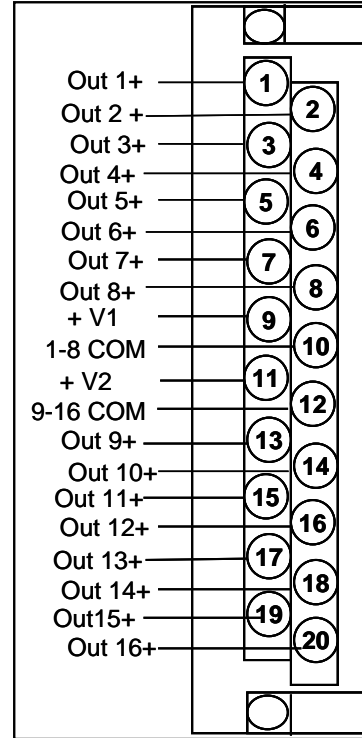 Out 1+ 1
Out 2 + 2
Out 3+ 3
Out 4+ 4
Out 5+ 5
Out 6+ 6
Out 7+ 7
Out 8+ 8
+ V1 9
1-8 COM 10
+ V2 11
9-16 COM 12
Out 9+ 13
Out 10+ 14
Out 11+ 15
Out 12+ 16
Out 13+ 17
Out 14+ 18
Out15+ 19
Out 16+ 20